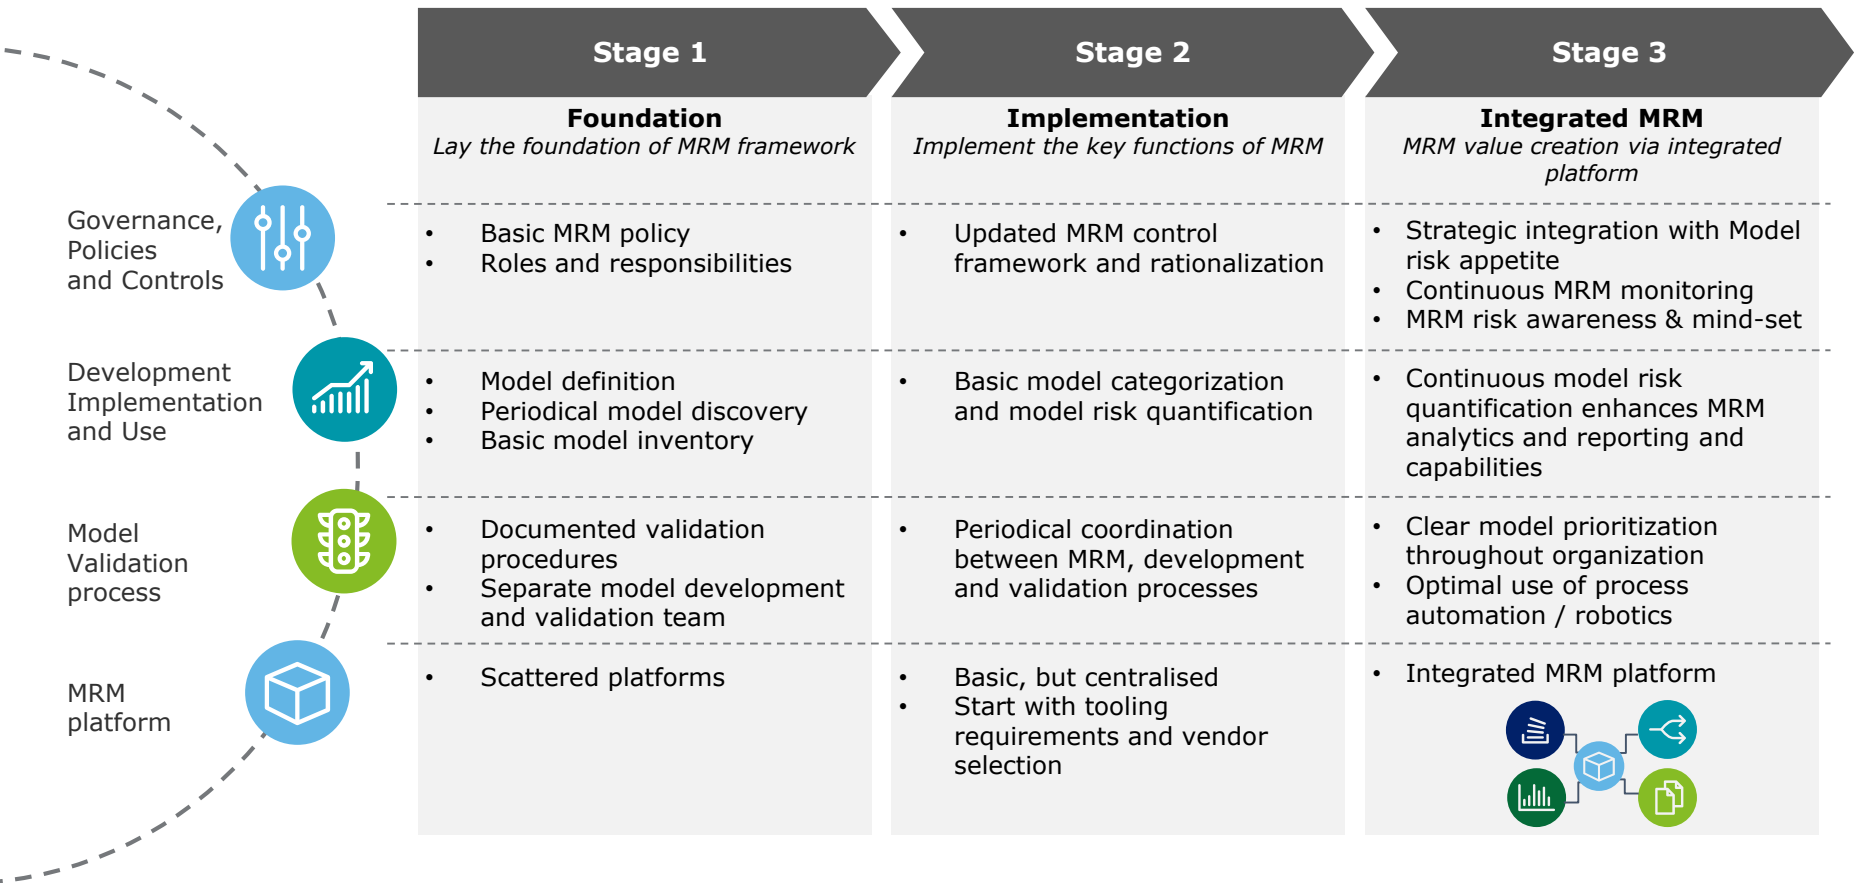 Stage 1
Stage 2
Stage 3
Foundation
Lay the foundation of MRM framework
Implementation
Implement the key functions of MRM
Integrated MRM
MRM value creation via integrated
platform
Governance,
Policies
and Controls
• Basic MRM policy
• Roles and responsibilities
• Updated MRM control
framework and rationalization
• Strategic integration with Model
risk appetite
• Continuous MRM monitoring
• MRM risk awareness & mind-set
Development
Implementation
and Use
• Model definition
• Periodical model discovery
• Basic model inventory
• Basic model categorization
and model risk quantification
• Continuous model risk
quantification enhances MRM
analytics and reporting and
capabilities
Model
Validation
process
• Documented validation
procedures
• Separate model development
and validation team
• Periodical coordination
between MRM, development
and validation processes
• Clear model prioritization
throughout organization
• Optimal use of process
automation / robotics
MRM
platform
• Scattered platforms
• Basic, but centralised
• Start with tooling
requirements and vendor
selection
• Integrated MRM platform